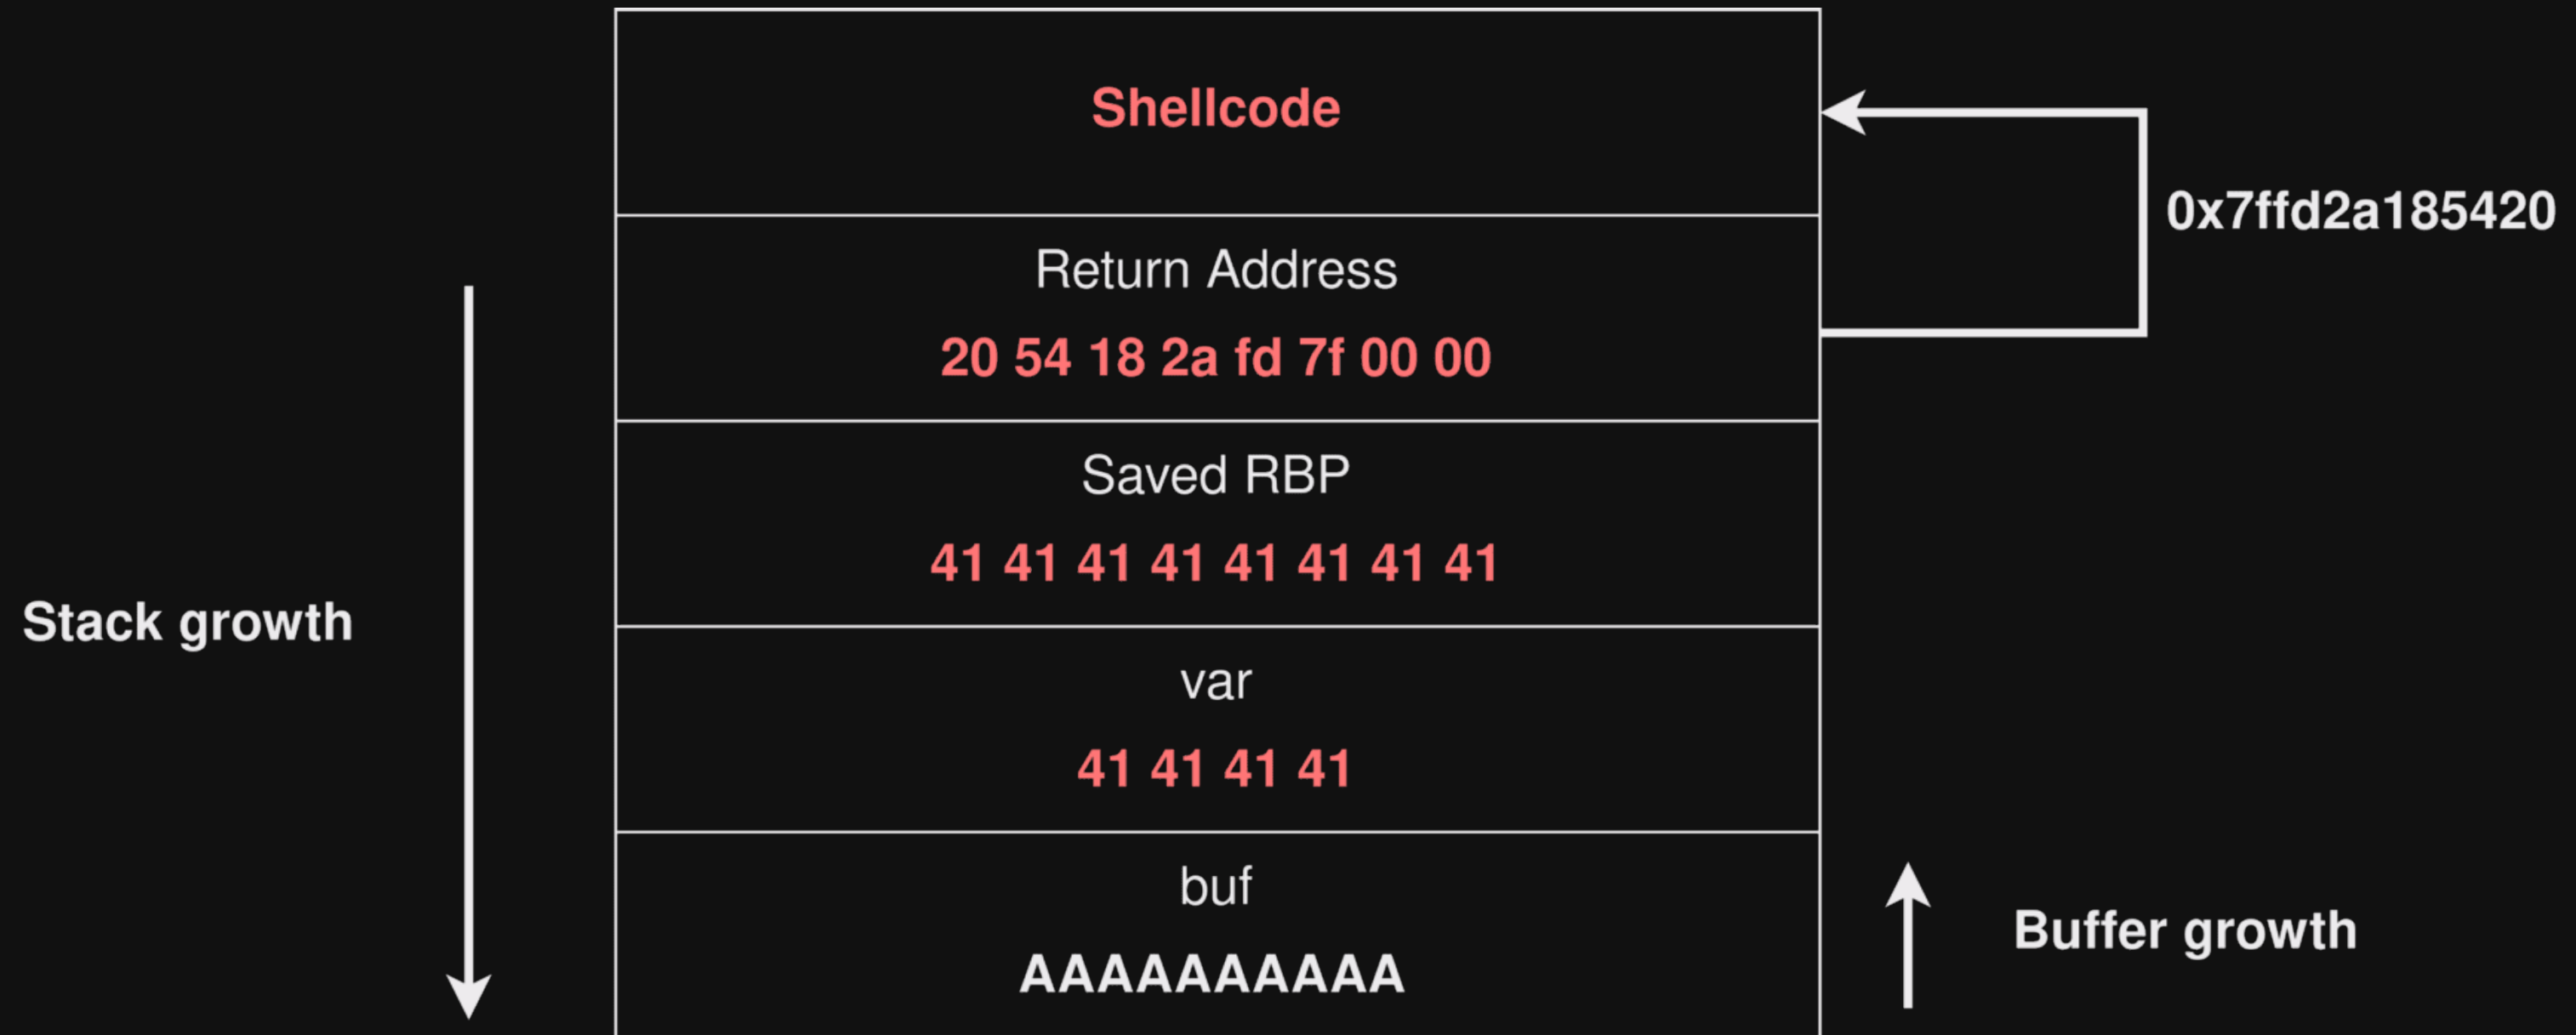 Shellcode
0x7ffd2a185420
Return Address
20 54 18 2a fd 7f 00 00
Saved RBP
41 41 41 41 41 41 41 41
Stack growth
var
41 41 41 41
buf
Buffer growth
AAAAAAAAAA